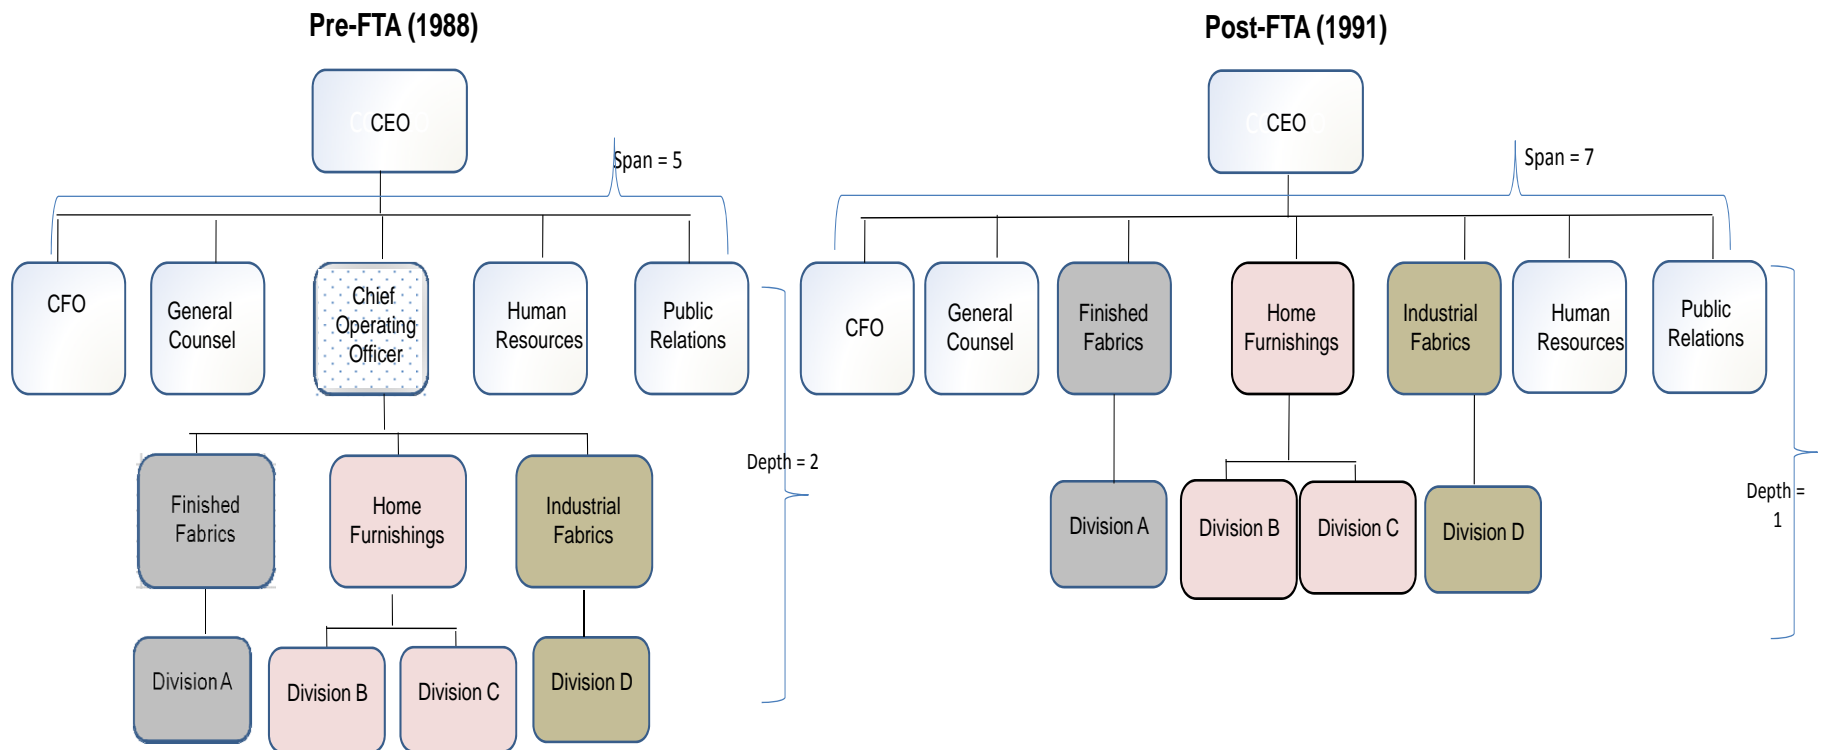 Pre-FTA (1988)
CEO
Span = 5
CFO
General
Counsel
Chief
Operating
Officer
Human
Resources
Public
Relations
Depth = 2
Finished
Fabrics
Home
Furnishings
Industrial
Fabrics
Division A
Division B
Division C
Division D
Post-FTA (1991)
CEO
Span = 7
CFO
General
Counsel
Finished
Fabrics
Home
Furnishings
Industrial
Fabrics
Human
Resources
Public
Relations
Depth =
1
Division A
Division B
Division C
Division D